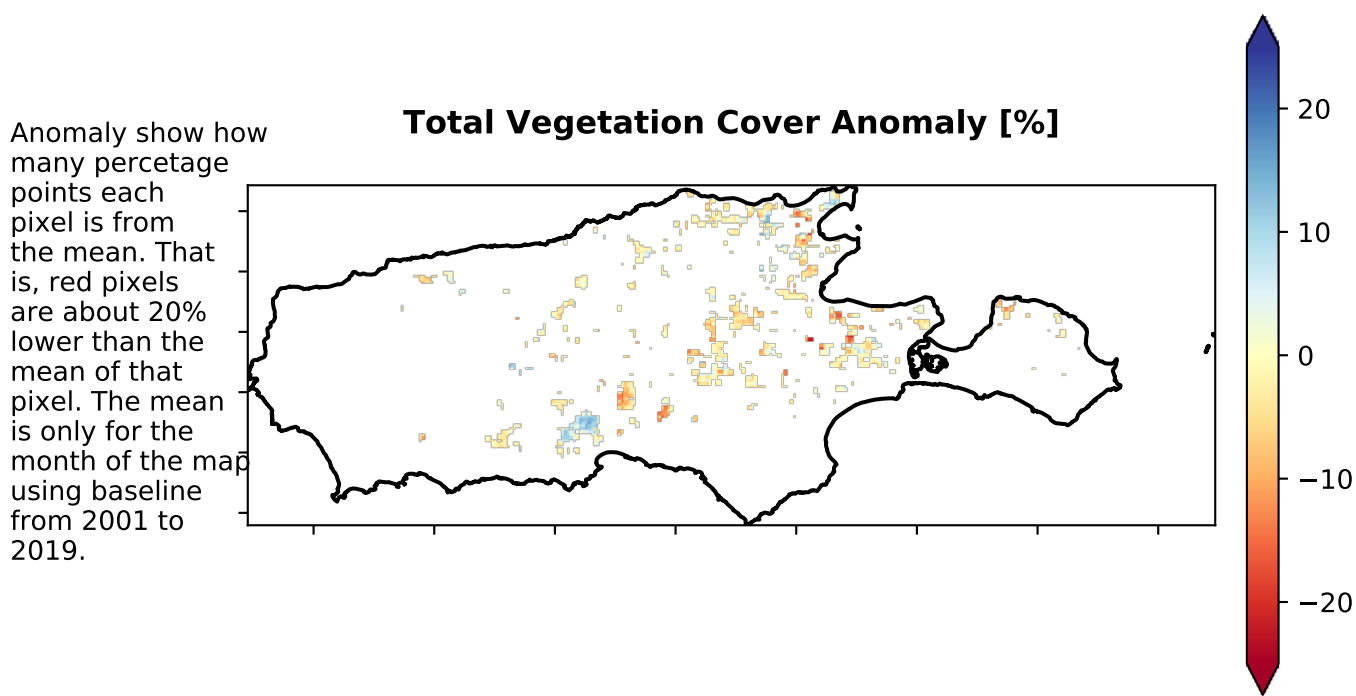 Total Vegetation Cover Anomaly [%]
Anomaly show how
many percetage
points each
pixel is from
the mean. That
is, red pixels
are about 20%
lower than the
mean of that
pixel. The mean
is only for the
month of the map
using baseline
from 2001 to
2019.
20
10
0
−10
−20